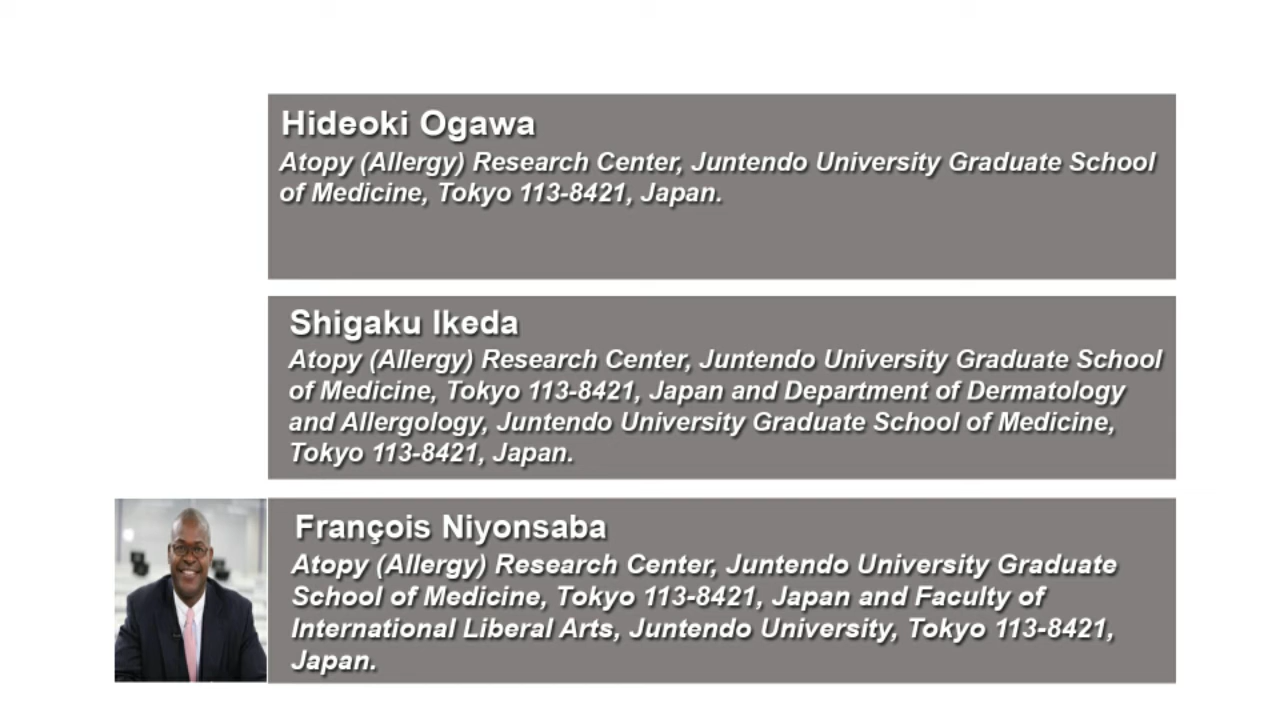 Hideoki Ogawa
Atopy (Allergy) Research Center, Juntendo University Graduate School
of Medicine, Tokyo 113-8421, Japan.
Shigaku Ikeda
Atopy (Allergy) Research Center, Juntendo University Graduate School
of Medicine, Tokyo 113-8421, Japan and Department of Dermatology
and Allergology, Juntendo University Graduate School of Medicine,
Tokyo 113-8421, Japan.
François Niyonsaba
Atopy (Allergy) Research Center, Juntendo University Graduate
School of Medicine, Tokyo 113-8421, Japan and Faculty of
International Liberal Arts, Juntendo University, Tokyo 113-8421,
Japan.